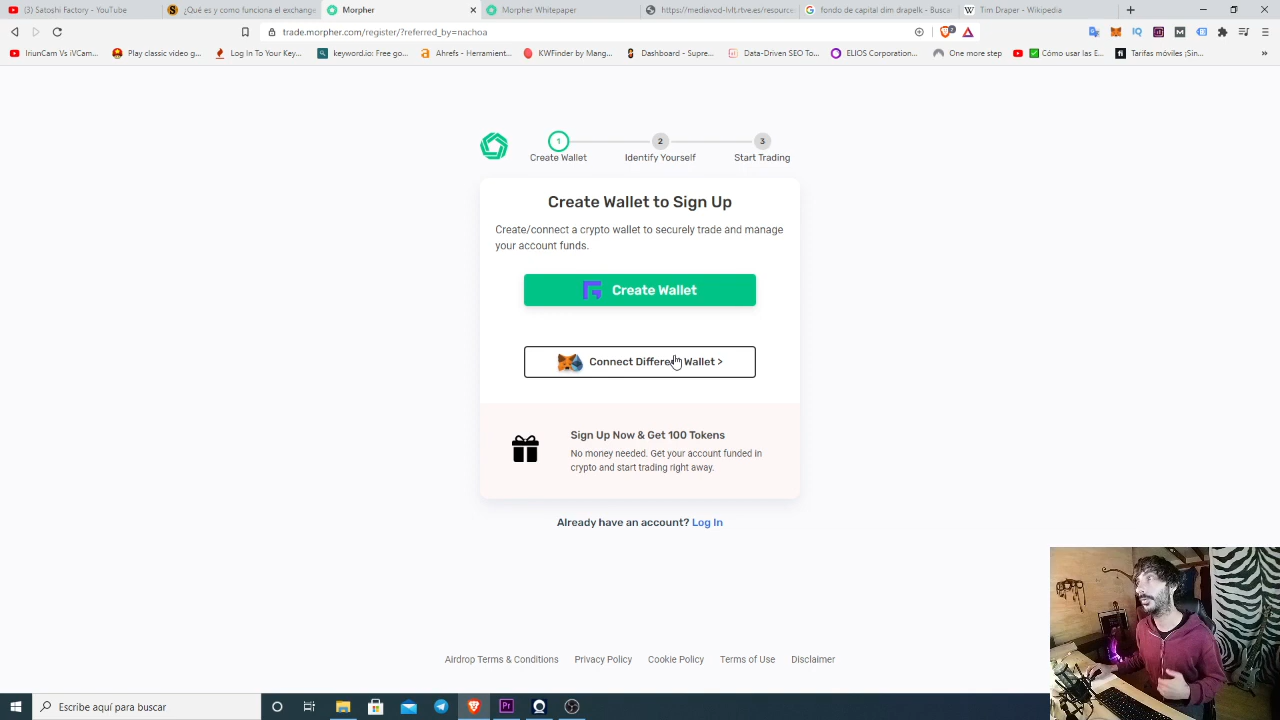 (3) Satoshi Factory - YouTube
¿Qué es y como funciona el exchange
Morpher
Morpher Whitepaper
https://mediavod-lvlt.rtve.es/resource
fondo de capital dim drapelk - Busca
Tim Draper - Wikipedia
trade.morpher.com/register/?referred_by=nachoa
IriunCam Vs iVCam...
Play classic video g...
Log In To Your Key...
keyword.io: Free go...
Ahrefs - Herramient...
KWFinder by Mang...
Dashboard - Supre...
Data-Driven SEO To...
ELIOS Corporation...
One more step
✅ Cómo usar las E...
Tarifas móviles ¡Sin...
»
1
2
3
Create Wallet
Identify Yourself
Start Trading
Create Wallet to Sign Up
Create/connect a crypto wallet to securely trade and manage
your account funds.
Create Wallet
Connect Different Wallet >
Sign Up Now & Get 100 Tokens
No money needed. Get your account funded in
crypto and start trading right away.
Already have an account? Log In
Airdrop Terms & Conditions
Privacy Policy
Cookie Policy
Terms of Use
Disclaimer
Escribe aquí para buscar